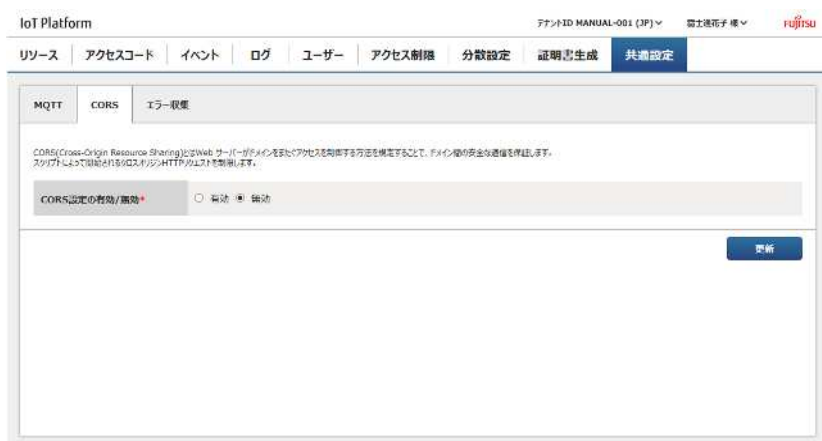 IoT Platform
テナントID MANUAL-001 (JP)
富士通花子 様
FUJITSU
リソース
アクセスコード
イベント
ログ
ユーザー
アクセス制限
分散設定
証明書生成
共通設定
MQTT
CORS
エラー収集
CORS(Cross-Origin Resource Sharing)とはWeb サーバーがドメインをまたぐアクセスを制御する方法を規定することで、ドメイン間の安全な通信を保証します。
スクリプトによって開始されるクロスオリジンHTTPリクエストを制限します。
CORS設定の有効/無効*
有効
無効
更新